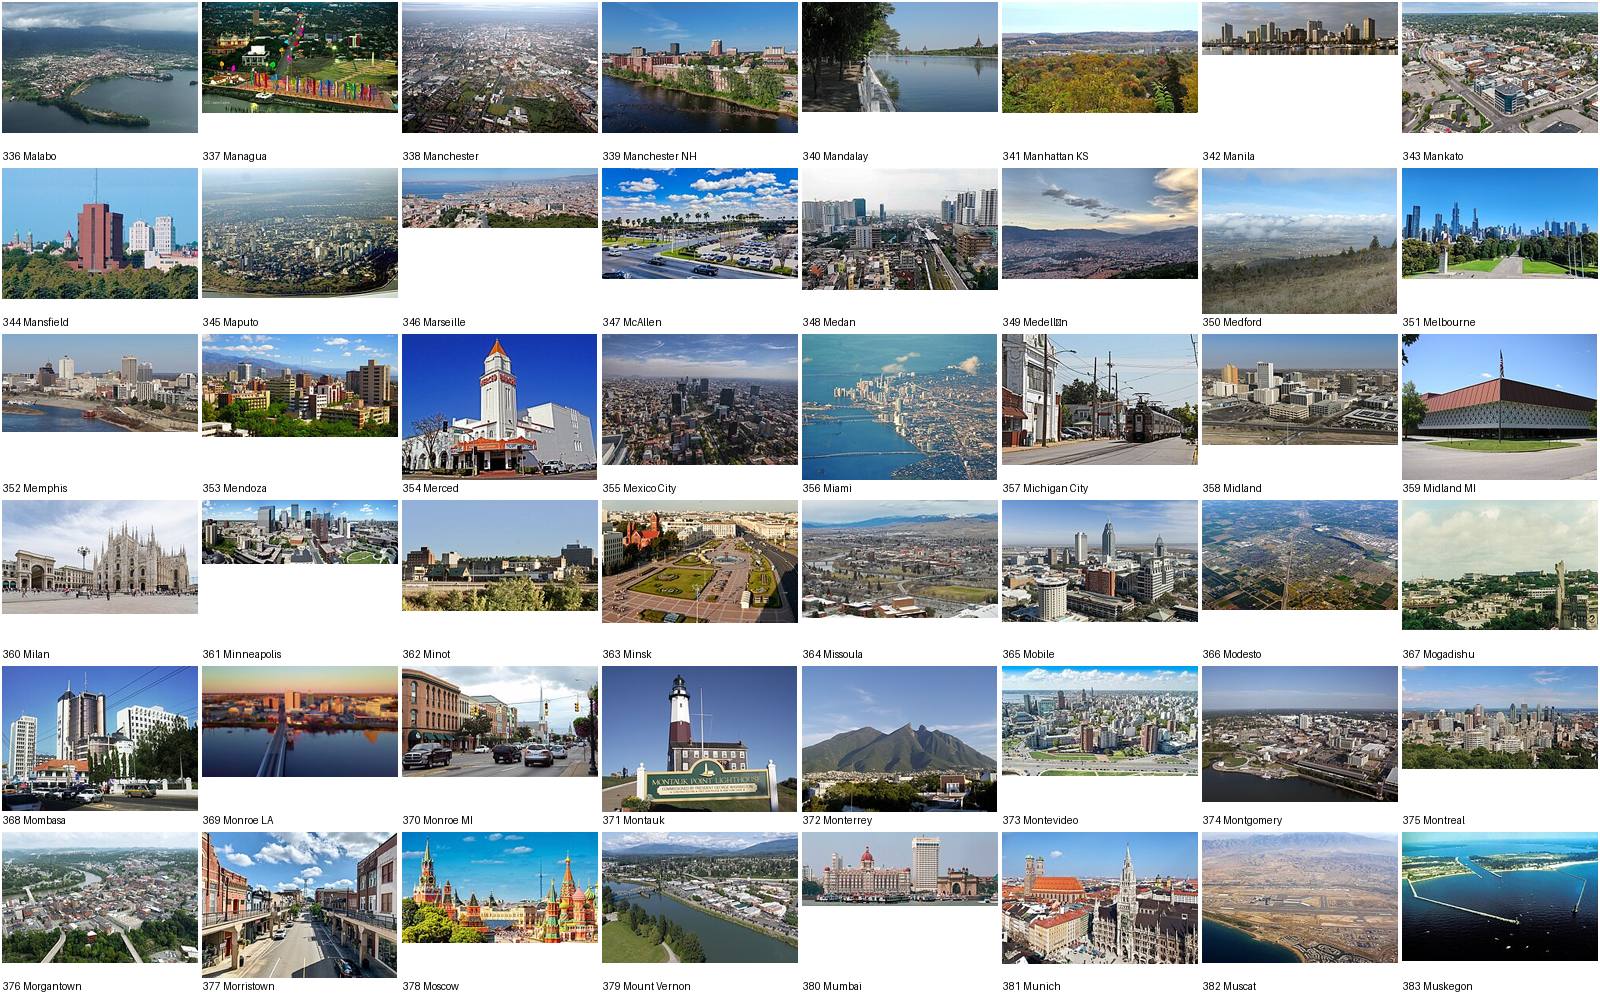 336 Malabo
337 Managua
338 Manchester
339 Manchester NH
340 Mandalay
341 Manhattan KS
342 Manila
343 Mankato
344 Mansfield
345 Maputo
346 Marseille
347 McAllen
348 Medan
349 Medell▯n
350 Medford
351 Melbourne
352 Memphis
353 Mendoza
354 Merced
355 Mexico City
356 Miami
357 Michigan City
358 Midland
359 Midland MI
360 Milan
361 Minneapolis
362 Minot
363 Minsk
364 Missoula
365 Mobile
366 Modesto
367 Mogadishu
MONTAUK POINT LIGHTHOUSE
368 Mombasa
369 Monroe LA
370 Monroe MI
371 Montauk
372 Monterrey
373 Montevideo
374 Montgomery
375 Montreal
376 Morgantown
377 Morristown
378 Moscow
379 Mount Vernon
380 Mumbai
381 Munich
382 Muscat
383 Muskegon